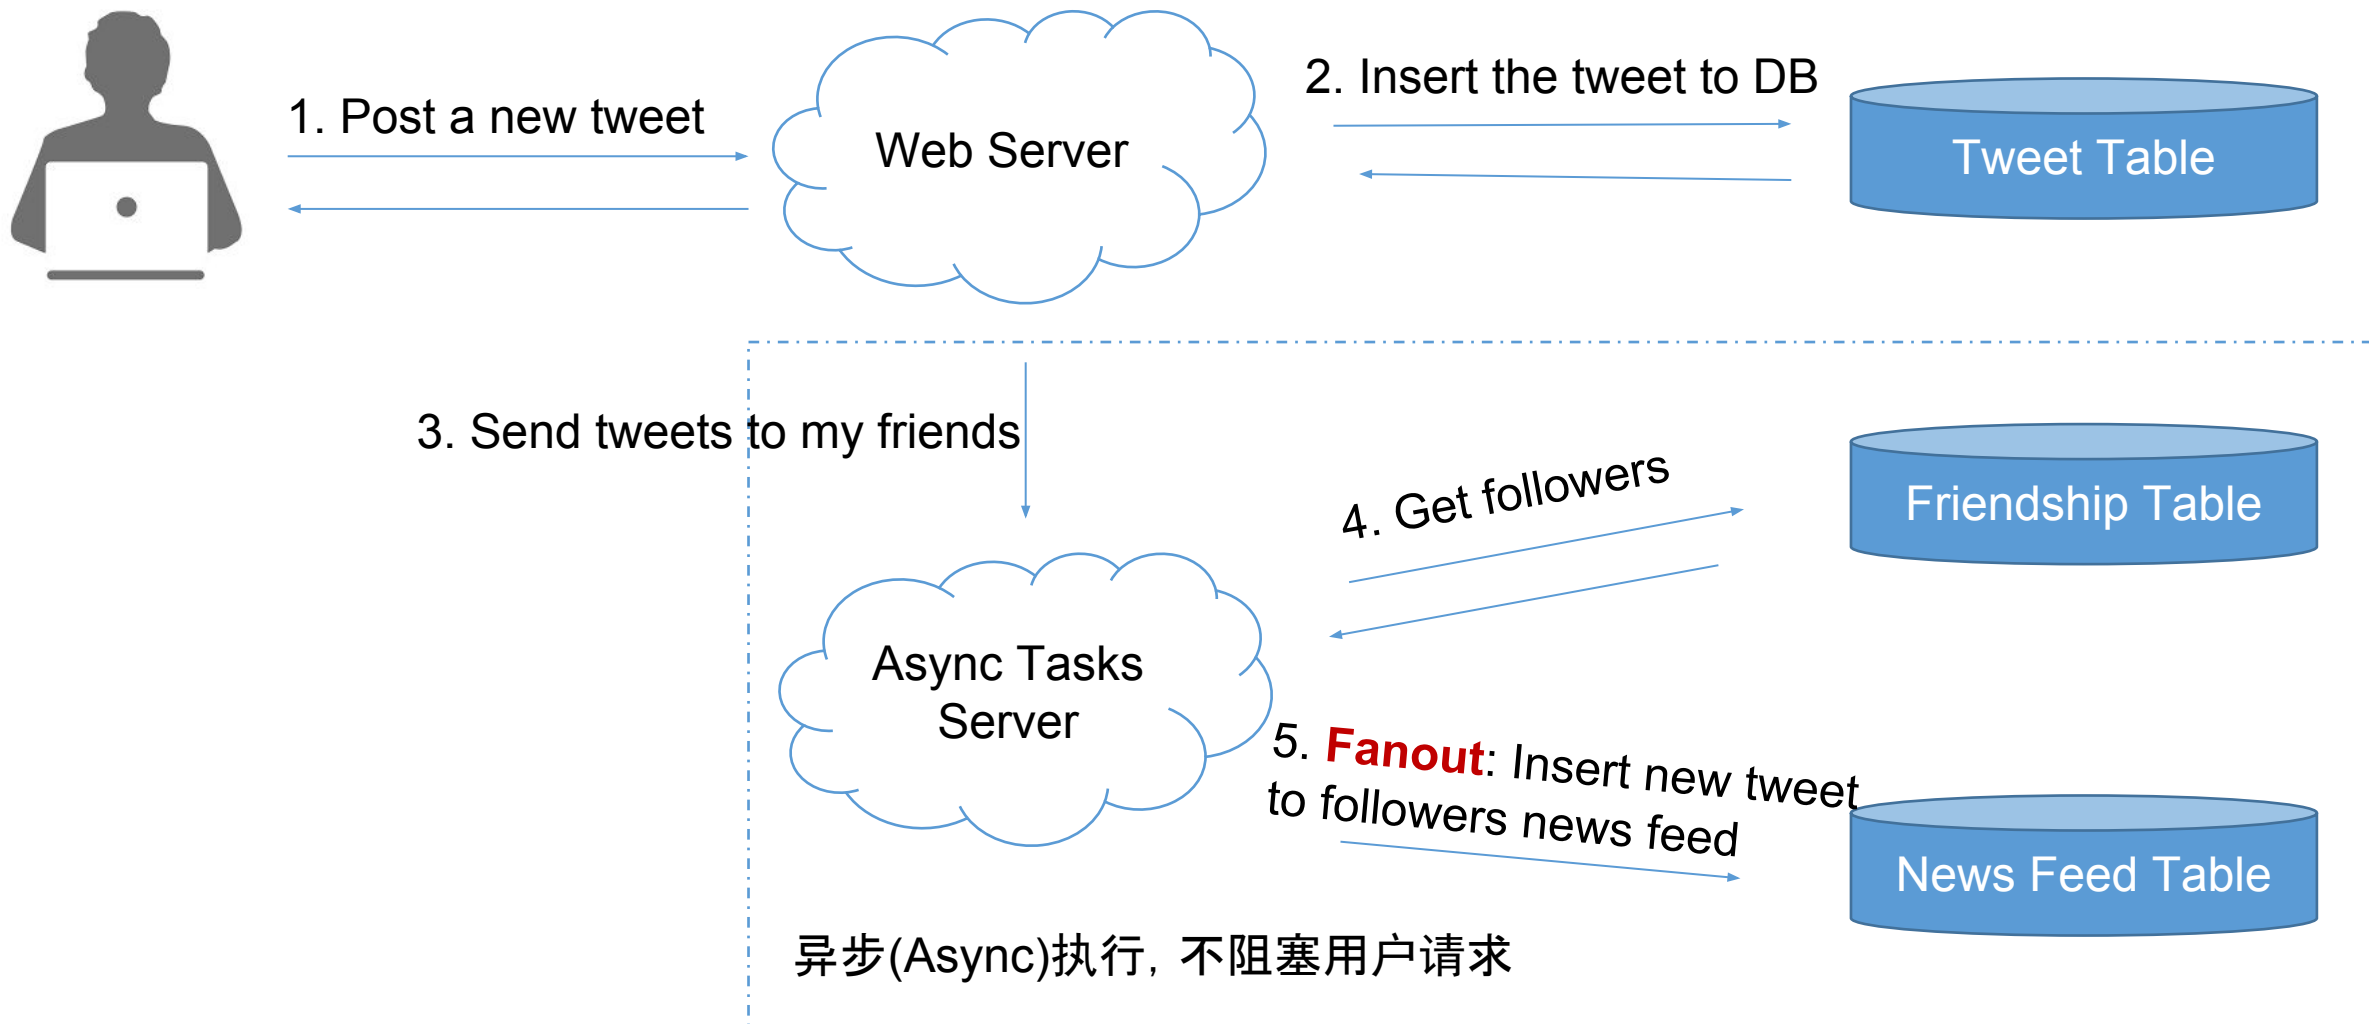 1. Post a new tweet
Web Server
2. Insert the tweet to DB
Tweet Table
3. Send tweets to my friends
4. Get followers
Friendship Table
Async Tasks
Server
5. Fanout: Insert new tweet
to followers news feed
News Feed Table
异步(Async)执行，不阻塞用户请求